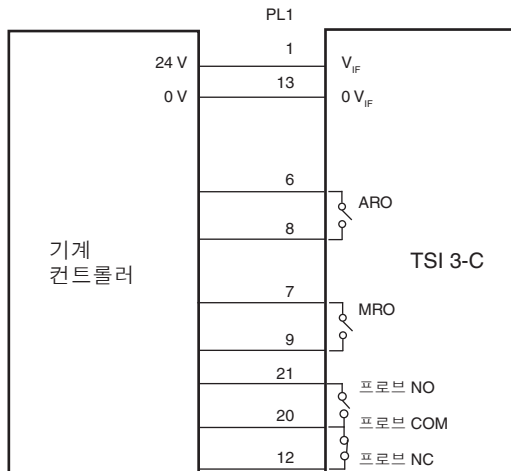 PL1
24 V 1 V_IF
0 V 13 0 V_IF
6
ARO
8
기계
컨트롤러
TSI 3-C
7
MRO
9
21
프로브 NO
20
프로브 COM
12
프로브 NC